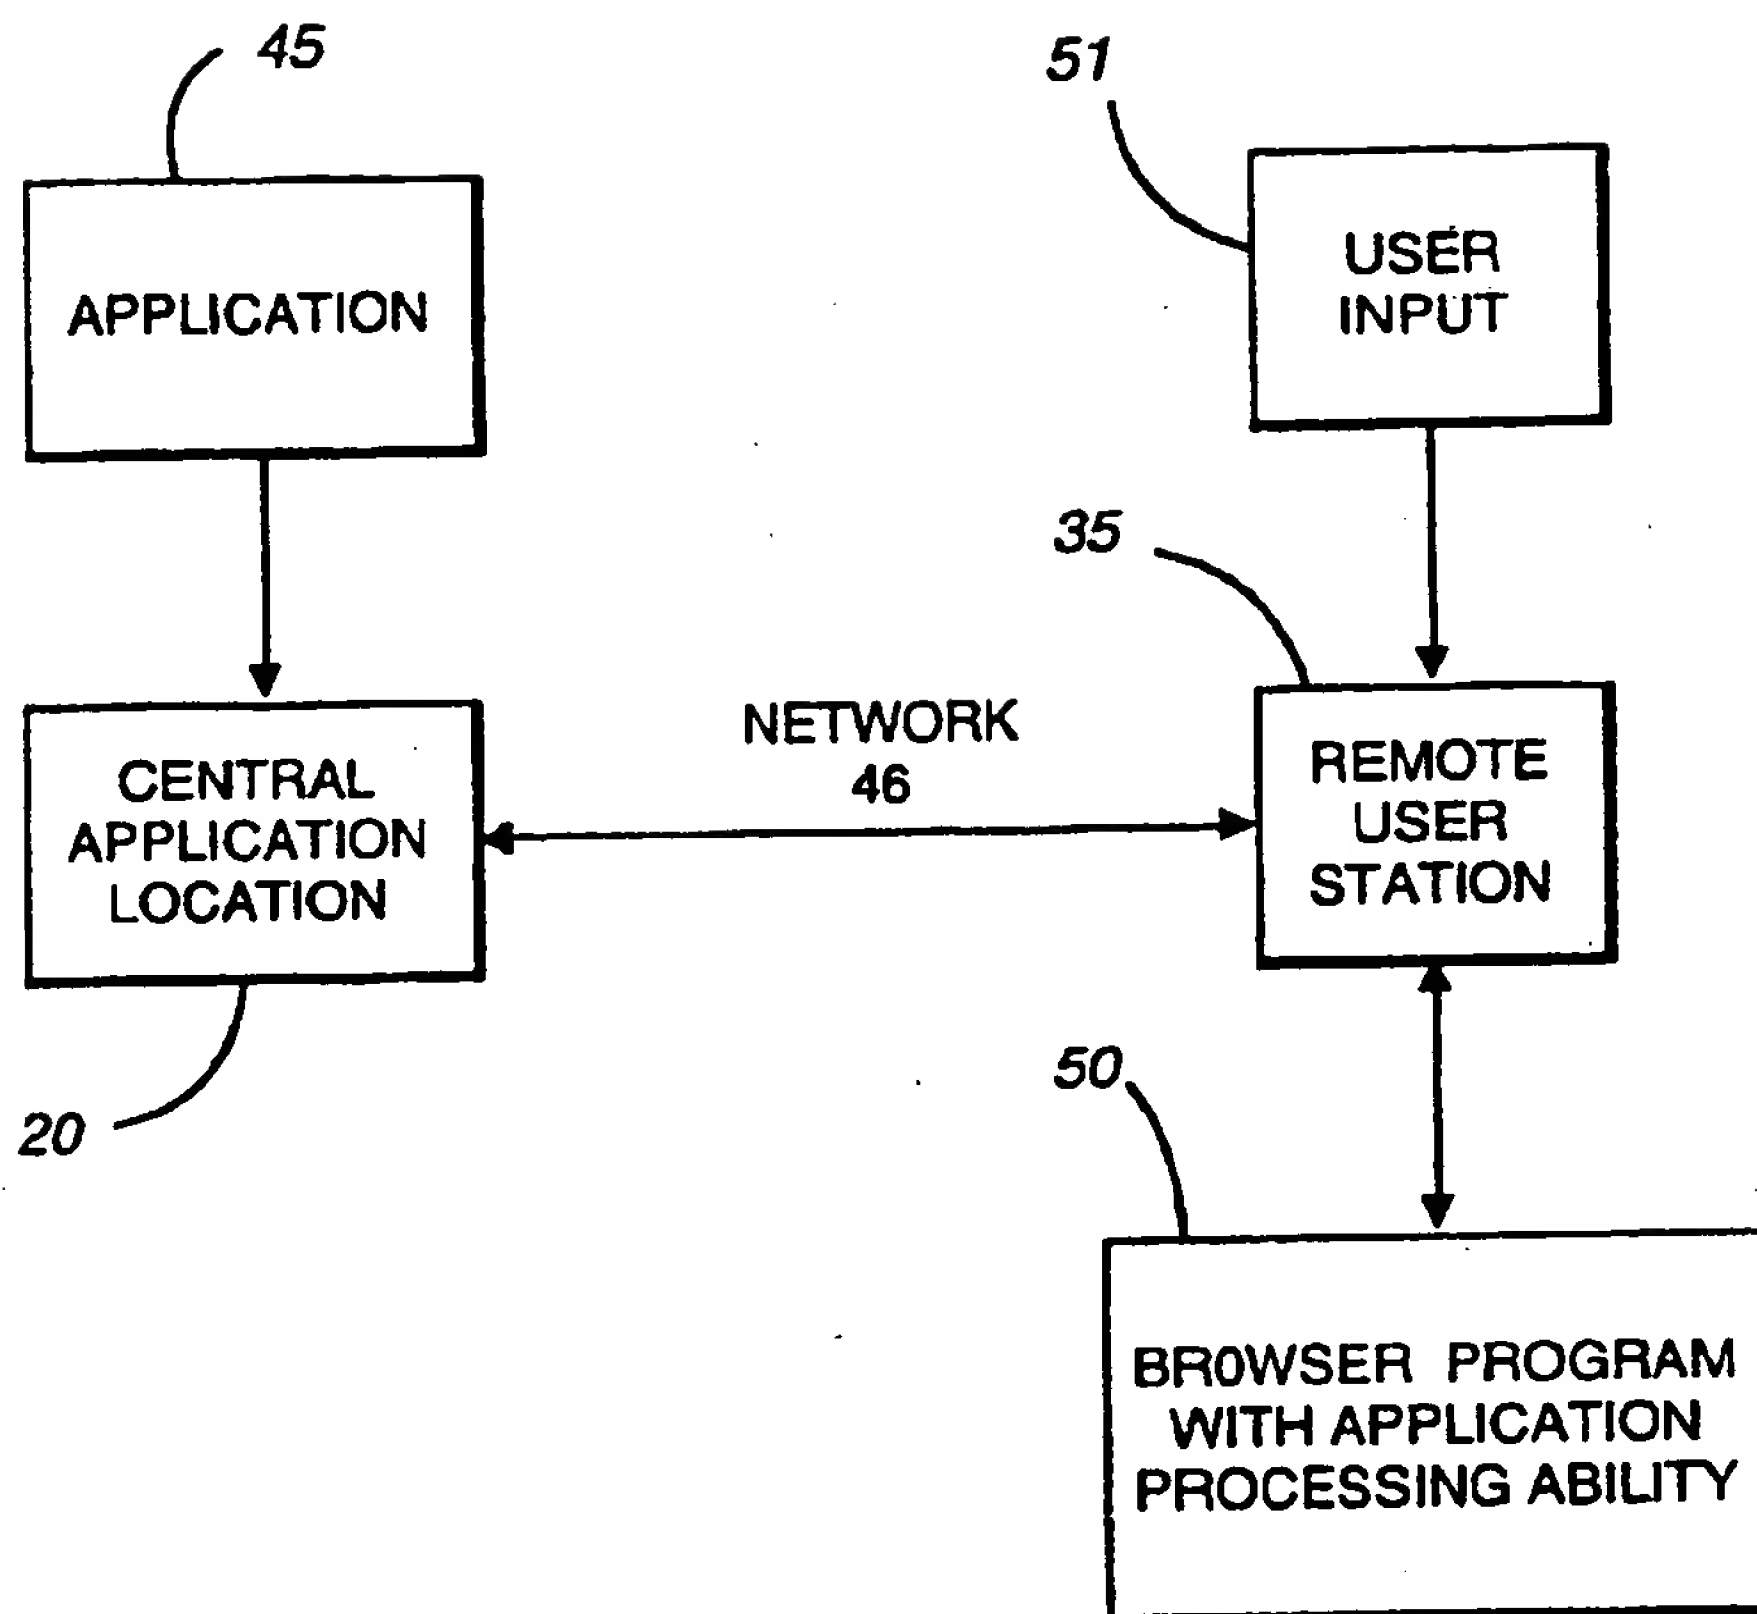 45
51
APPLICATION
USER
INPUT
35
NETWORK
46
CENTRAL
APPLICATION
LOCATION
REMOTE
USER
STATION
20
50
BROWSER PROGRAM
WITH APPLICATION
PROCESSING ABILITY